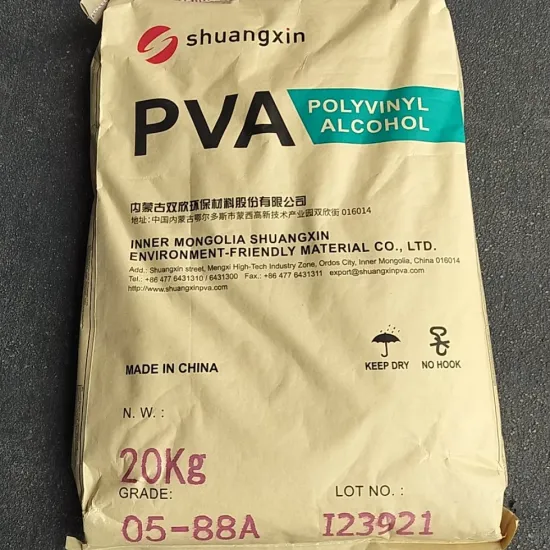 shuangxin
PVA
POLYVINYL
ALCOHOL
内蒙古双欣环保材料股份有限公司
地址:中国内蒙古鄂尔多斯市蒙西高新技术产业园双欣街 016014
INNER MONGOLIA SHUANGXIN
ENVIRONMENT-FRIENDLY MATERIAL CO., LTD.
Add.: Shuangxin street, Mengxi High-Tech Industry Zone, Ordos City, Inner Mongolia, China 016014
Tel.: +86 477 6431310 / 6431300 Fax.: +86 477 6431311 export@shuangxinpva.com
http://www.shuangxinpva.com
KEEP DRY NO HOOK
MADE IN CHINA
N. W. :
20Kg
GRADE: LOT NO. :
05-88A I23921